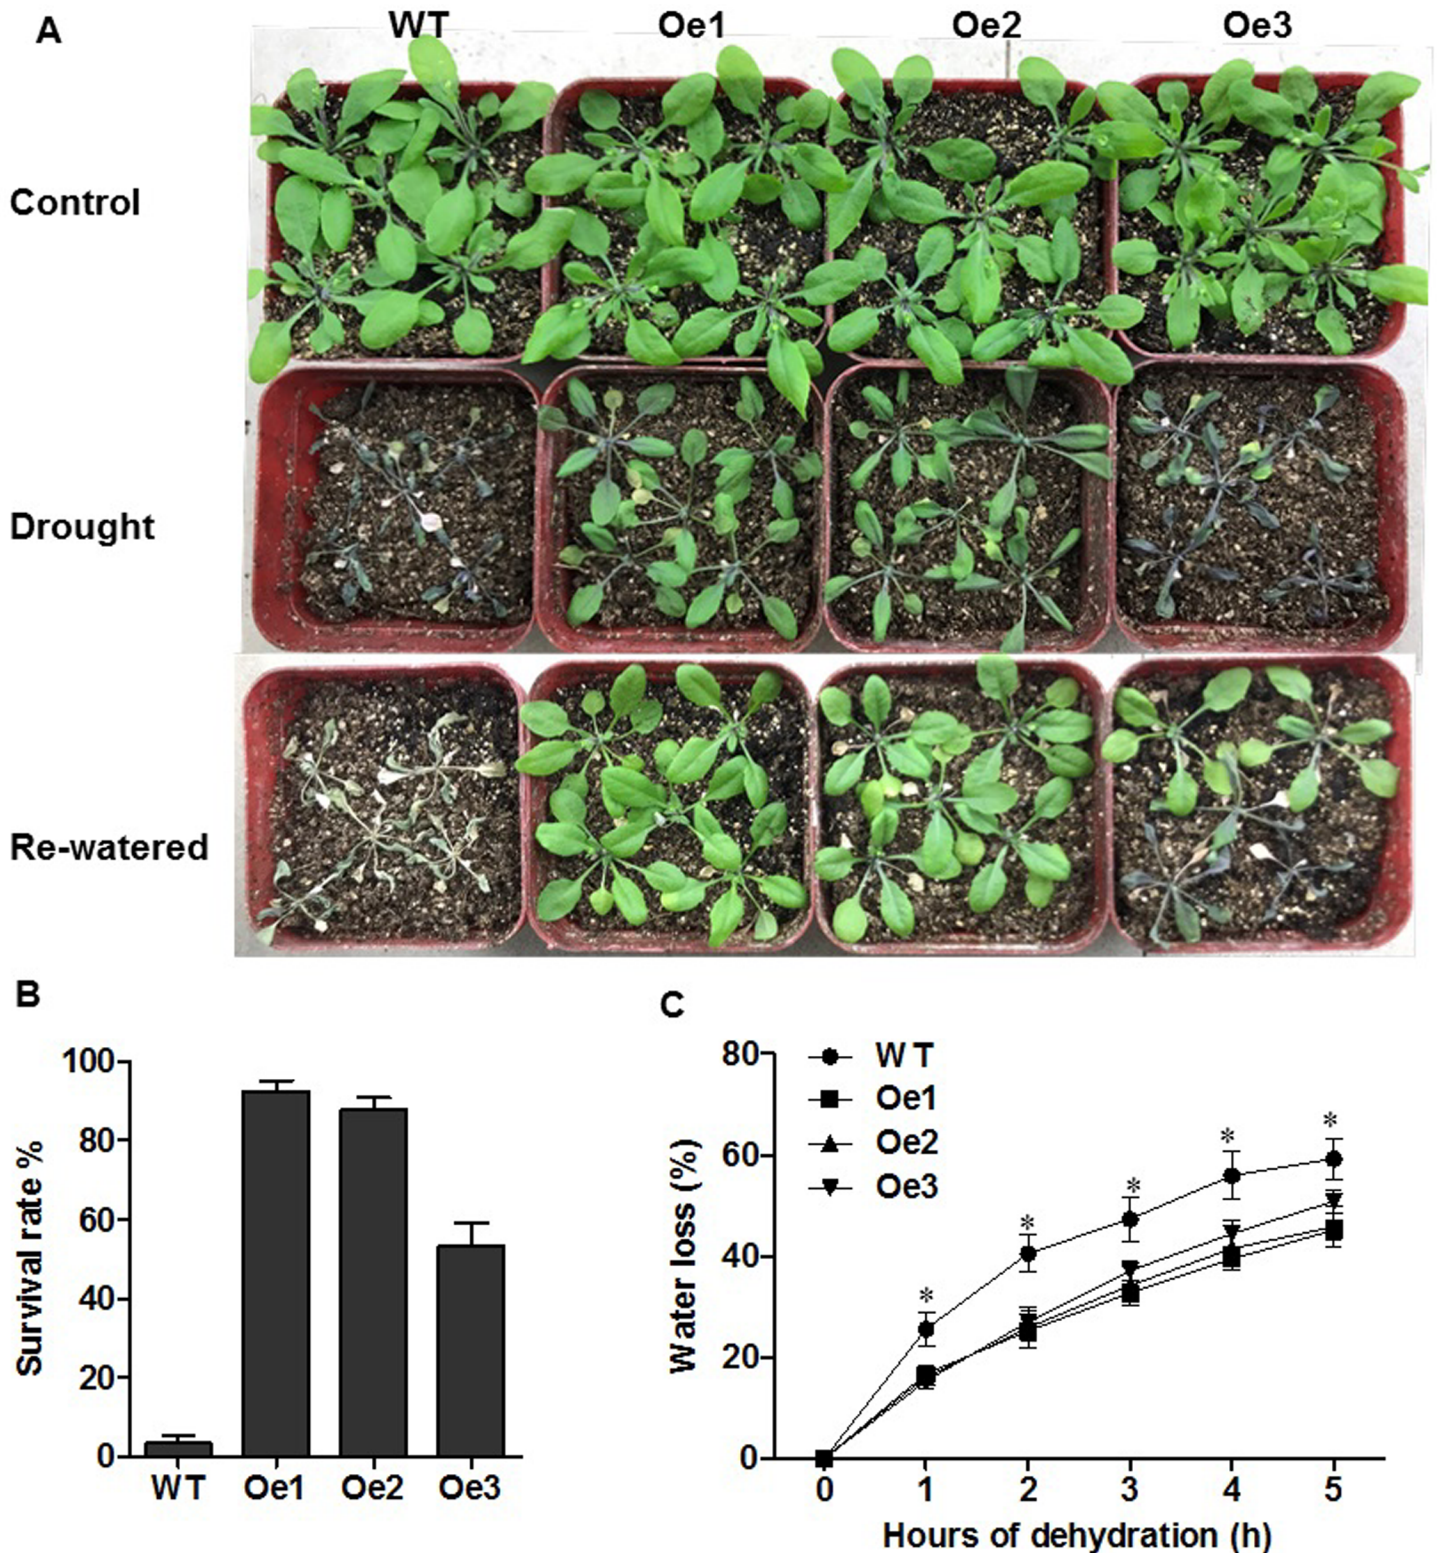 A
WT Oe1 Oe2 Oe3
Control
Drought
Re-watered
B
Survival rate %
100
80
60
40
20
0
WT Oe1 Oe2 Oe3
C
Water loss (%)
80
60
40
20
0
WT
Oe1
Oe2
Oe3
*
*
*
*
*
0 1 2 3 4 5
Hours of dehydration (h)